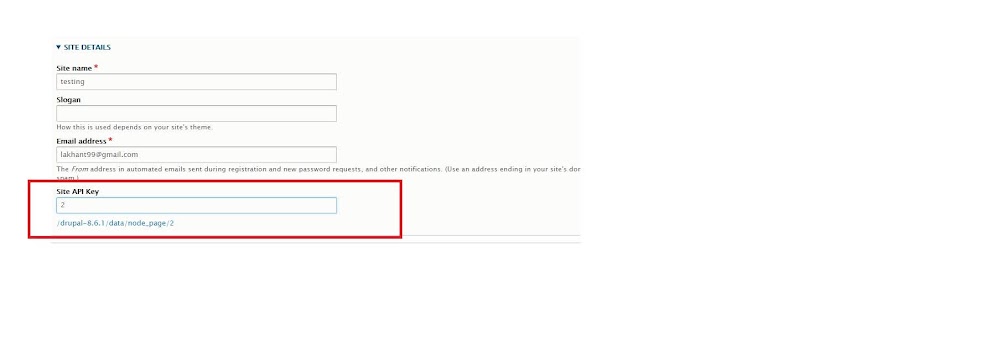 ▼ SITE DETAILS
Site name *
testing
Slogan
How this is used depends on your site's theme.
Email address *
lakhant99@gmail.com
The From address in automated emails sent during registration and new password requests, and other notifications. (Use an address ending in your site's dor
spam.)
Site API Key
2
/drupal-8.6.1/data/node_page/2